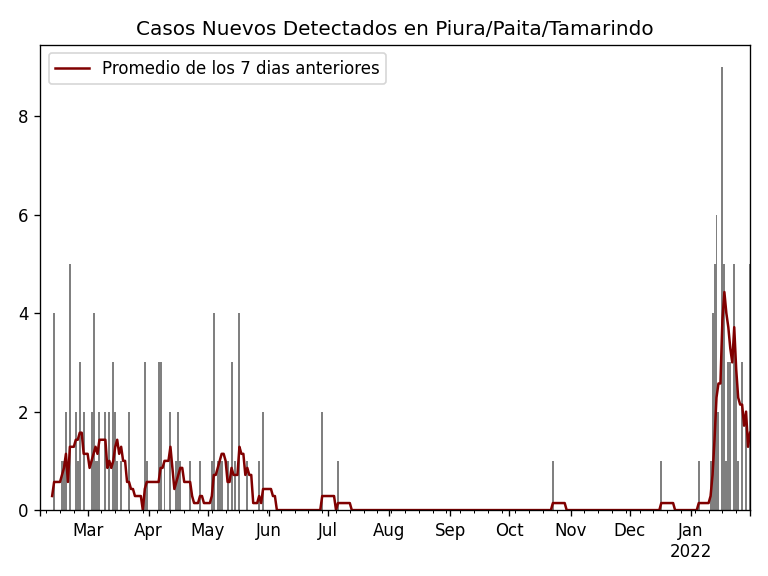 Casos Nuevos Detectados en Piura/Paita/Tamarindo
Promedio de los 7 dias anteriores
8
6
4
2
0
Mar Apr May Jun Jul Aug Sep Oct Nov Dec Jan
2022